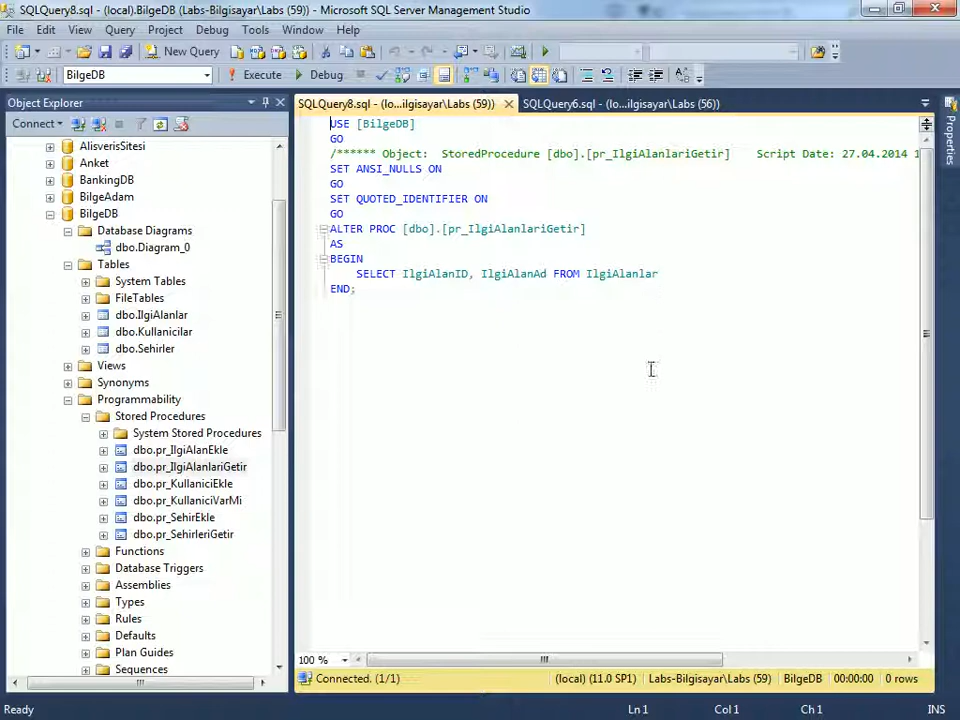 SQLQuery8.sql - (local).BilgeDB (Labs-Bilgisayar\Labs (59)) - Microsoft SQL Server Management Studio
File Edit View Query Project Debug Tools Window Help
New Query
BilgeDB Execute Debug
Object Explorer
SQLQuery8.sql - (lo...ilgisayar\Labs (59)) SQLQuery6.sql - (lo...ilgisayar\Labs (56))
Connect
Properties
AlisverisSitesi
Anket
BankingDB
BilgeAdam
BilgeDB
Database Diagrams
dbo.Diagram_0
Tables
System Tables
FileTables
dbo.IlgiAlanlar
dbo.Kullanicilar
dbo.Sehirler
Views
Synonyms
Programmability
Stored Procedures
System Stored Procedures
dbo.pr_IlgiAlanEkle
dbo.pr_IlgiAlanlariGetir
dbo.pr_KullaniciEkle
dbo.pr_KullaniciVarMi
dbo.pr_SehirEkle
dbo.pr_SehirleriGetir
Functions
Database Triggers
Assemblies
Types
Rules
Defaults
Plan Guides
Sequences
USE [BilgeDB]
GO
/****** Object:  StoredProcedure [dbo].[pr_IlgiAlanlariGetir]    Script Date: 27.04.2014 1
SET ANSI_NULLS ON
GO
SET QUOTED_IDENTIFIER ON
GO
ALTER PROC [dbo].[pr_IlgiAlanlariGetir]
AS
BEGIN
SELECT IlgiAlanID, IlgiAlanAd FROM IlgiAlanlar
END;
100 %
Connected. (1/1) (local) (11.0 SP1) Labs-Bilgisayar\Labs (59) BilgeDB 00:00:00 0 rows
Ready Ln 1 Col 1 Ch 1 INS